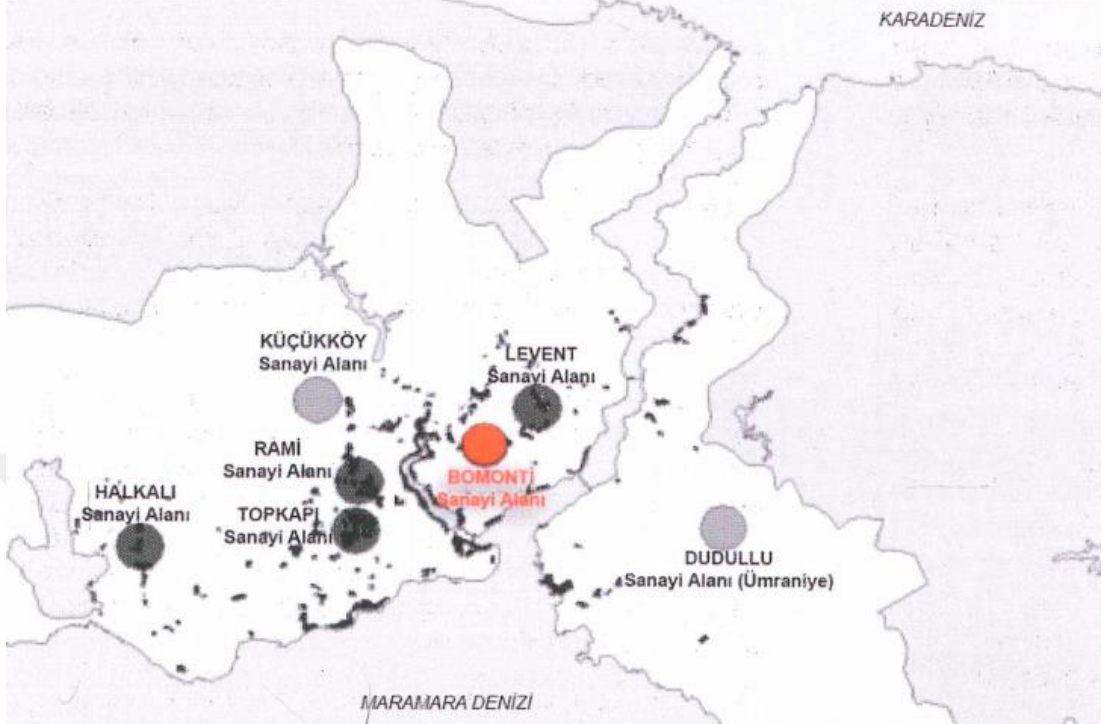 KARADENİZ
KÜÇÜKKÖY
Sanayi Alanı
LEVENT
Sanayi Alanı
RAMİ
Sanayi Alanı
BOMONTİ
Sanayi Alanı
HALKALI
Sanayi Alanı
TOPKAPI
Sanayi Alanı
DUDULLU
Sanayi Alanı (Ümraniye)
MARAMARA DENİZİ